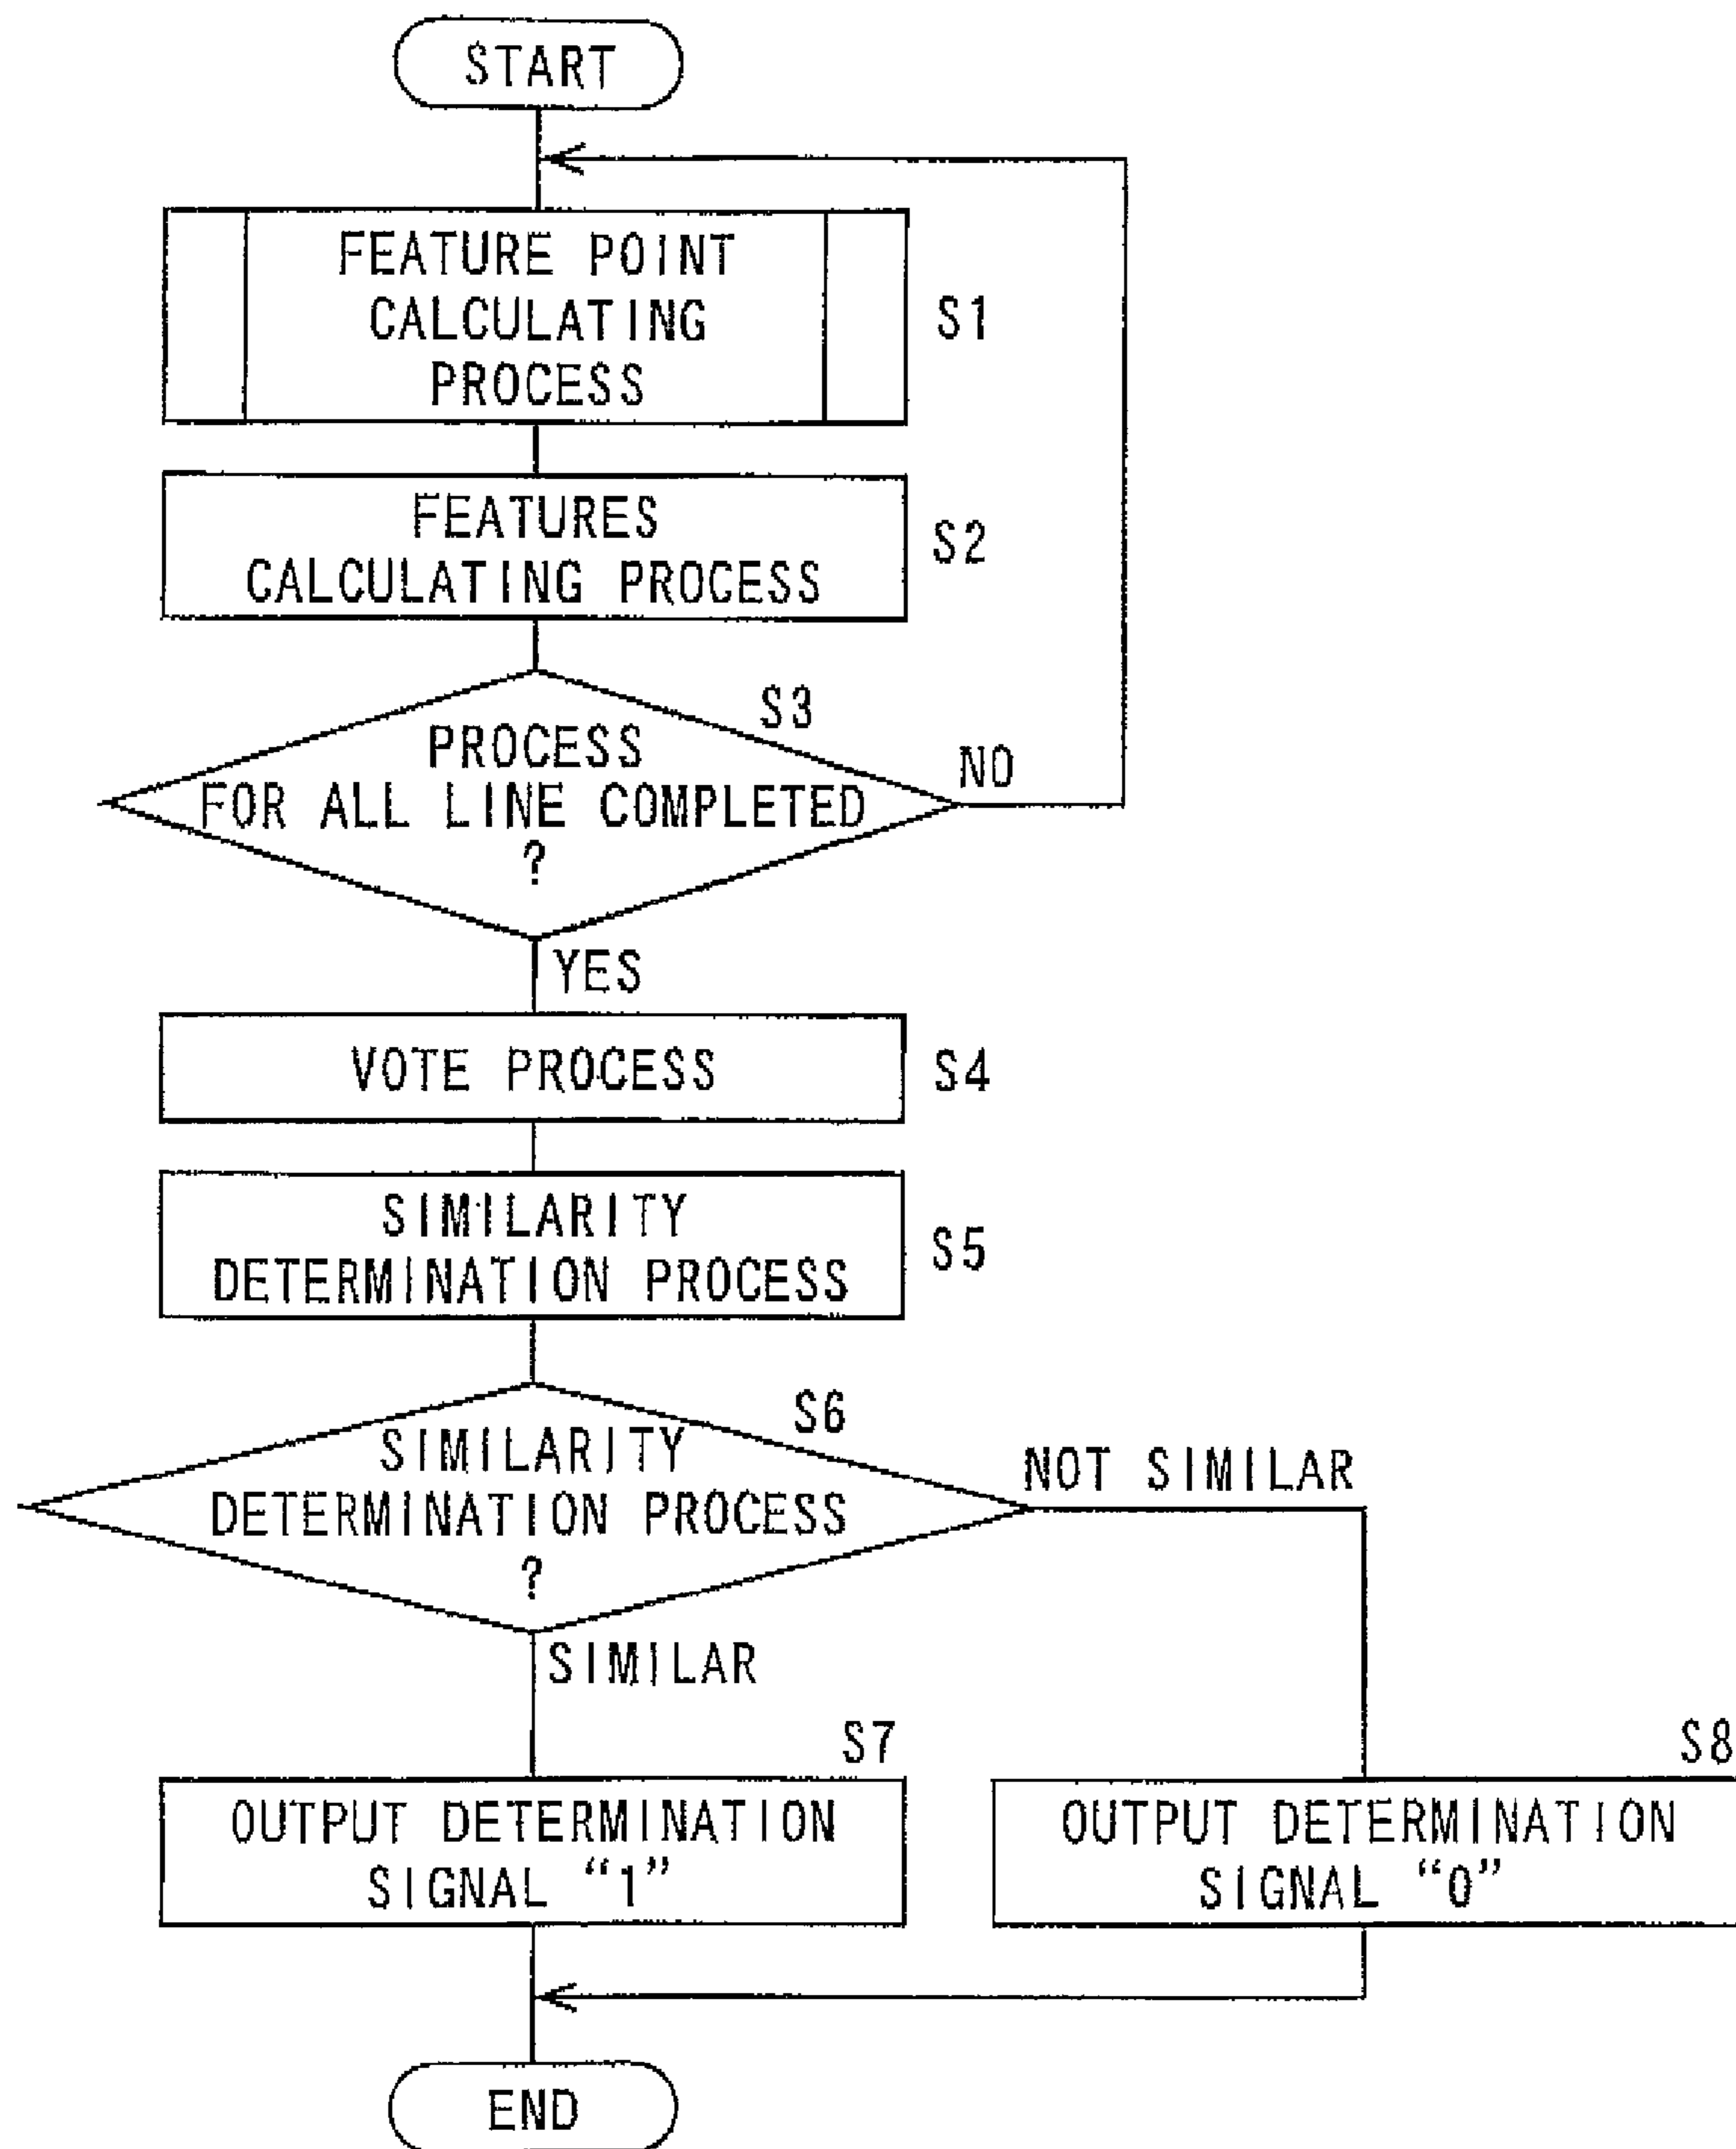 START
FEATURE POINT
CALCULATING
PROCESS
S1
FEATURES
CALCULATING PROCESS
S2
S3
PROCESS
FOR ALL LINE COMPLETED
?
NO
YES
VOTE PROCESS
S4
SIMILARITY
DETERMINATION PROCESS
S5
S6
SIMILARITY
DETERMINATION PROCESS
?
NOT SIMILAR
SIMILAR
S7
OUTPUT DETERMINATION
SIGNAL “1”
S8
OUTPUT DETERMINATION
SIGNAL “0”
END